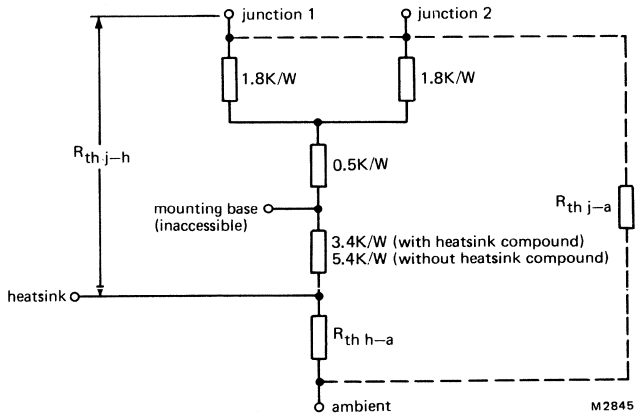 junction 1
junction 2
1.8K/W
1.8K/W
R th j–h
0.5K/W
mounting base
(inaccessible)
R th j–a
3.4K/W (with heatsink compound)
5.4K/W (without heatsink compound)
heatsink
R th h–a
ambient
M2845